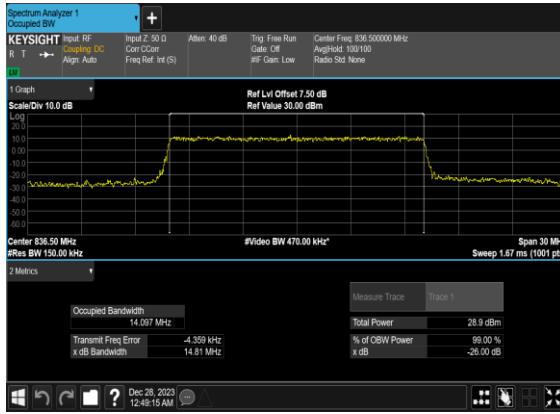 Spectrum Analyzer 1
Occupied BW
+
KEYSIGHT Input: RF Input Z: 50 Ω Atten: 40 dB Trig: Free Run Center Freq: 836.500000 MHz
R T Coupling: DC Corr CCorr Gate: Off Avg|Hold: 100/100
Align: Auto Freq Ref: Int (S) #IF Gain: Low Radio Std: None
1 Graph
Ref Lvl Offset 7.50 dB
Scale/Div 10.0 dB Ref Value 30.00 dBm
Log
20.0
10.0
0.00
-10.0
-20.0
-30.0
-40.0
-50.0
-60.0
Center 836.50 MHz #Video BW 470.00 kHz* Span 30 MH
#Res BW 150.00 kHz Sweep 1.67 ms (1001 pt
2 Metrics
Measure Trace Trace 1
Occupied Bandwidth
14.097 MHz Total Power 28.9 dBm
Transmit Freq Error -4.359 kHz % of OBW Power 99.00 %
x dB Bandwidth 14.81 MHz x dB -26.00 dB
? Dec 28, 2023
12:49:15 AM